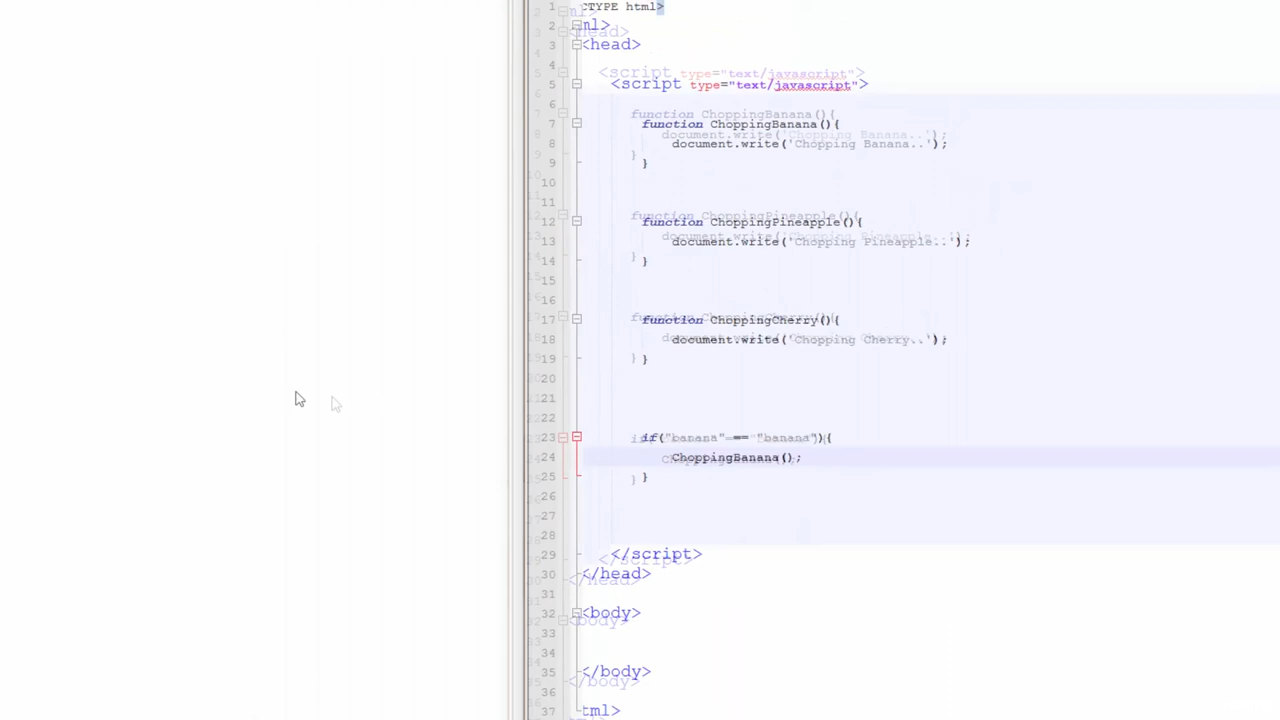 1 CTYPE html>
2 ml>
3 <head>
4
5 <script type="text/javascript">
6
7 function ChoppingBanana(){
8 document.write('Chopping Banana..');
9 }
10
11
12 function ChoppingPineapple(){
13 document.write('Chopping Pineapple..');
14 }
15
16
17 function ChoppingCherry(){
18 document.write('Chopping Cherry..');
19 }
20
21
22
23 if("banana" == "banana"){
24 ChoppingBanana();
25 }
26
27
28
29 </script>
30 </head>
31
32 <body>
33
34
35 </body>
36
37 tml>